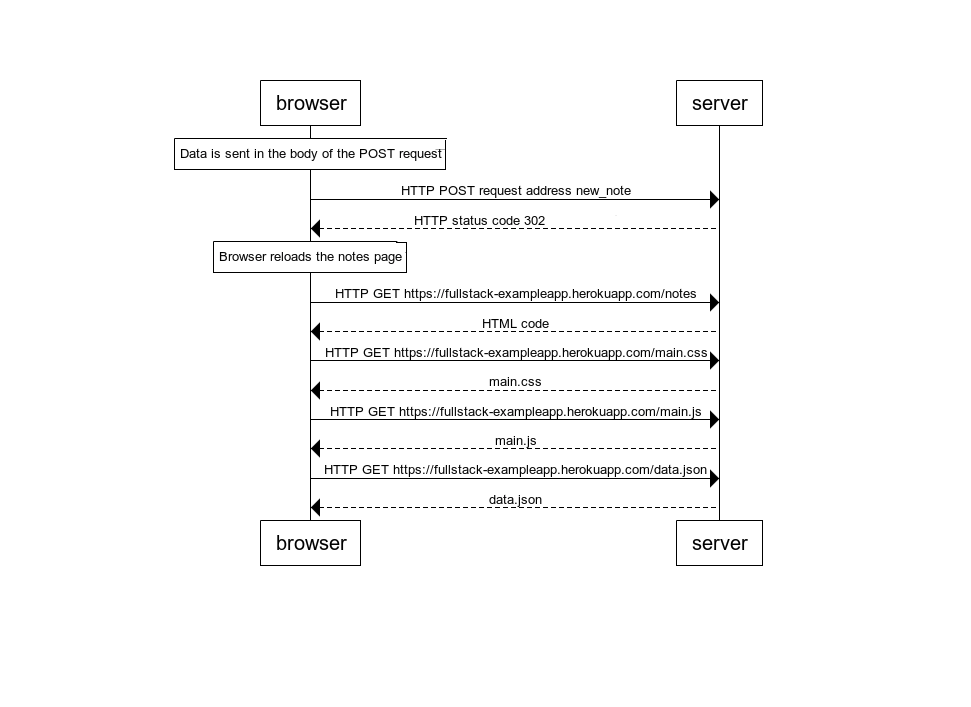 browser
server
Data is sent in the body of the POST request
HTTP POST request address new_note
HTTP status code 302
Browser reloads the notes page
HTTP GET https://fullstack-exampleapp.herokuapp.com/notes
HTML code
HTTP GET https://fullstack-exampleapp.herokuapp.com/main.css
main.css
HTTP GET https://fullstack-exampleapp.herokuapp.com/main.js
main.js
HTTP GET https://fullstack-exampleapp.herokuapp.com/data.json
data.json
browser
server